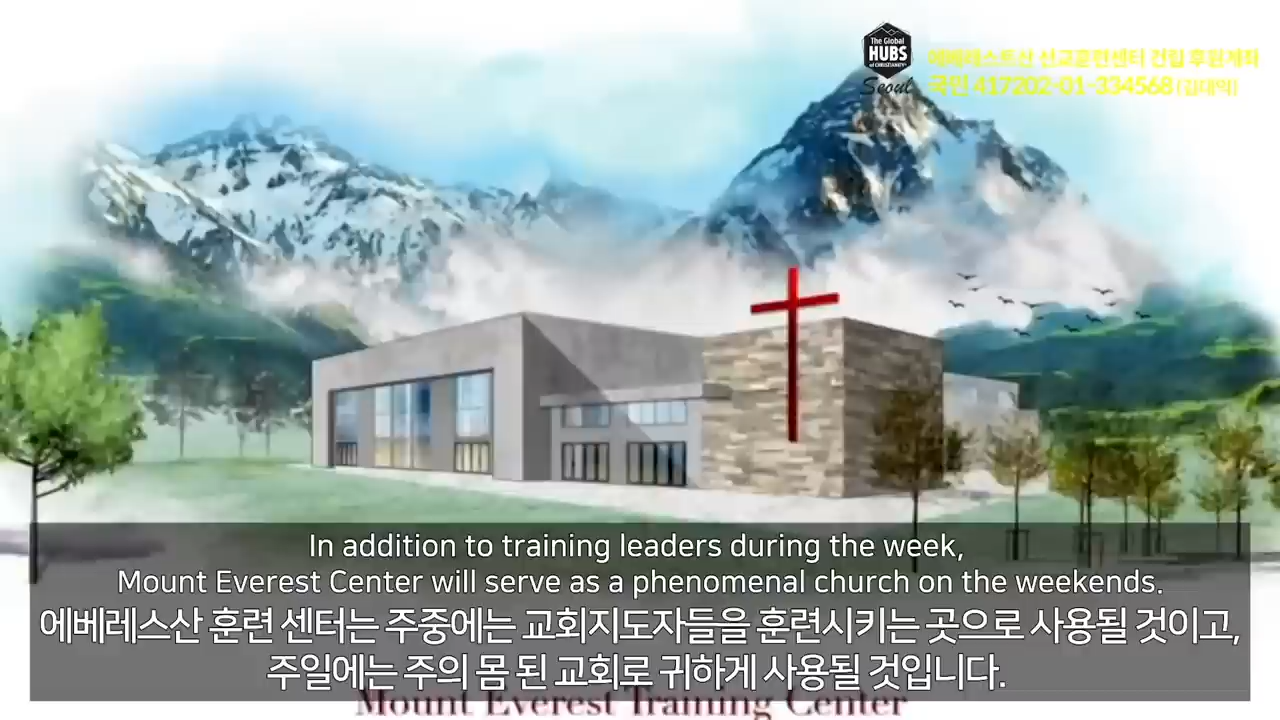 The Global
HUBS
of CHRISTIANITY
Seoul
에베레스트산 선교훈련센터 건립 후원계좌
국민 417202-01-334568 (김대억)
In addition to training leaders during the week,
Mount Everest Center will serve as a phenomenal church on the weekends.
에베레스산 훈련 센터는 주중에는 교회지도자들을 훈련시키는 곳으로 사용될 것이고,
주일에는 주의 몸 된 교회로 귀하게 사용될 것입니다.
Mount Everest Training Center